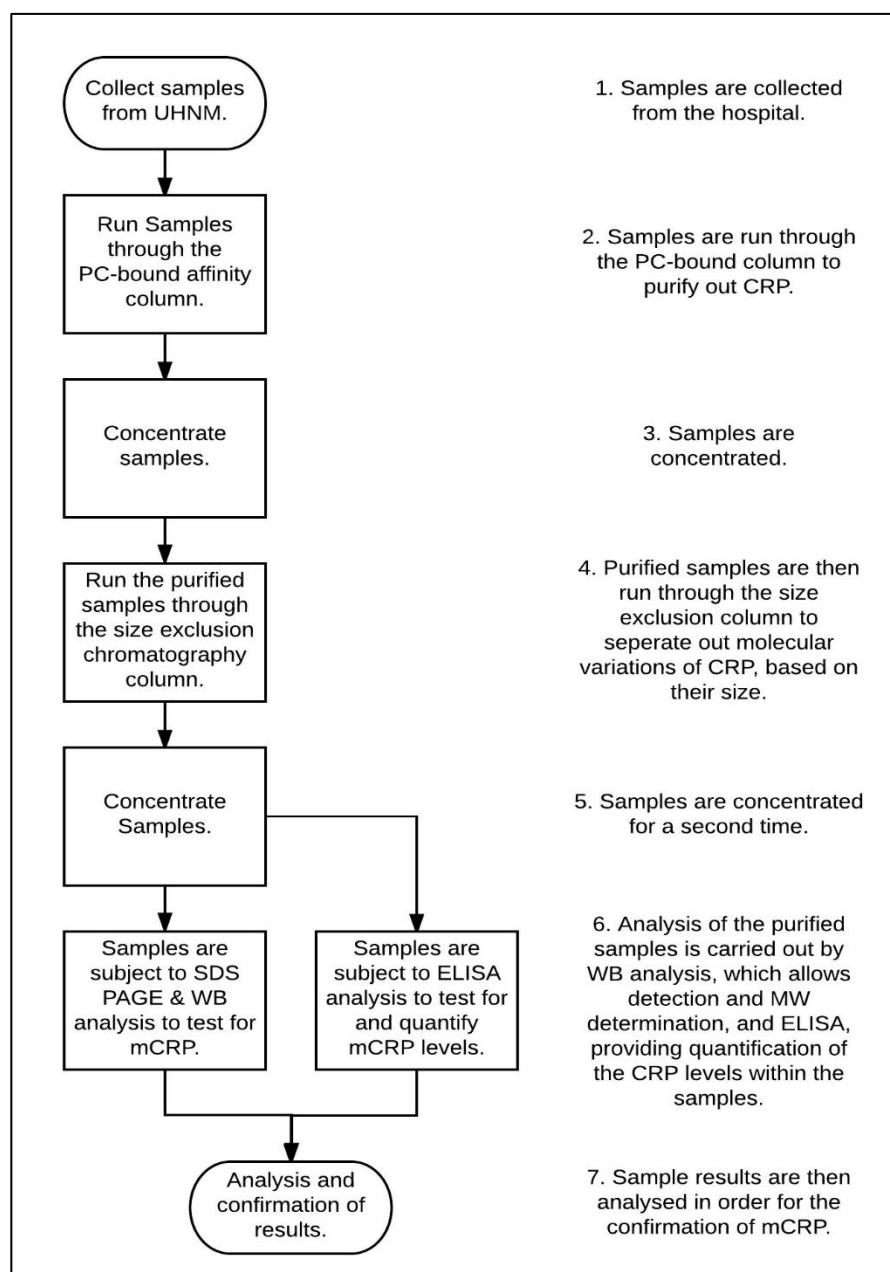 Collect samples
from UHNM.
1. Samples are collected
from the hospital.
Run Samples
through the
PC-bound affinity
column.
2. Samples are run through
the PC-bound column to
purify out CRP.
Concentrate
samples.
3. Samples are
concentrated.
Run the purified
samples through
the size exclusion
chromatography
column.
4. Purified samples are then
run through the size
exclusion column to
seperate out molecular
variations of CRP, based on
their size.
Concentrate
Samples.
5. Samples are concentrated
for a second time.
Samples are
subject to SDS
PAGE & WB
analysis to test for
mCRP.
Samples are
subject to ELISA
analysis to test for
and quantify
mCRP levels.
6. Analysis of the purified
samples is carried out by
WB analysis, which allows
detection and MW
determination, and ELISA,
providing quantification of
the CRP levels within the
samples.
Analysis and
confirmation of
results.
7. Sample results are then
analysed in order for the
confirmation of mCRP.